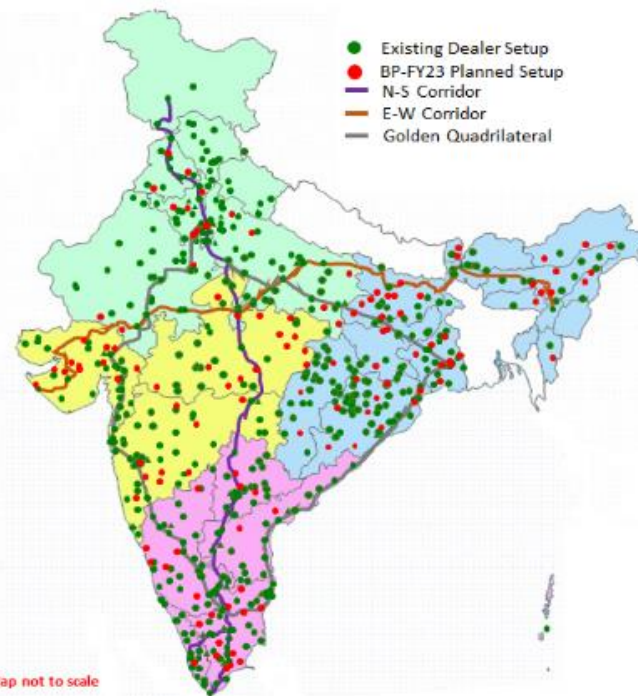 Existing Dealer Setup
BP-FY23 Planned Setup
N-S Corridor
E-W Corridor
Golden Quadrilateral
ap not to scale